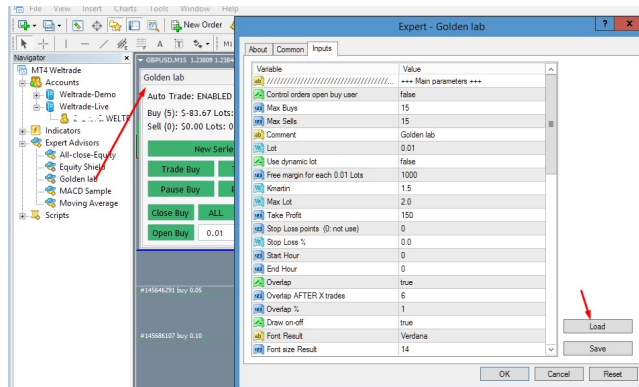 File View Insert Charts Tools Window Help
New Order
A T M1
Navigator
MT4 Weltrade
Accounts
Weltrade-Demo
Weltrade-Live
WELTF
Indicators
Expert Advisors
All-close-Equity
Equity Shield
Golden lab
MACD Sample
Moving Average
Scripts
GBPUSD,M15
Golden lab
Auto Trade: ENABLED
Buy (5): $-83.67 Lots:
Sell (0): $0.00 Lots: 0
New Serie
Trade Buy
Pause Buy
Close Buy ALL
Open Buy 0.01
#145646291 buy 0.05
#145686107 buy 0.10
Expert - Golden lab
? x
About Common Inputs
Variable Value
+++ Main parameters +++
Control orders open buy user false
Max Buys 15
Max Sells 15
Comment Golden lab
Lot 0.01
Use dynamic lot false
Free margin for each 0.01 Lots 1000
Kmartin 1.5
Max Lot 2.0
Take Profit 150
Stop Loss points (0: not use) 0
Stop Loss % 0.0
Start Hour 0
End Hour 0
Overlap true
Overlap AFTER X trades 6
Overlap % 1
Draw on-off true
Font Result Verdana
Font size Result 14
Load
Save
OK Cancel Reset